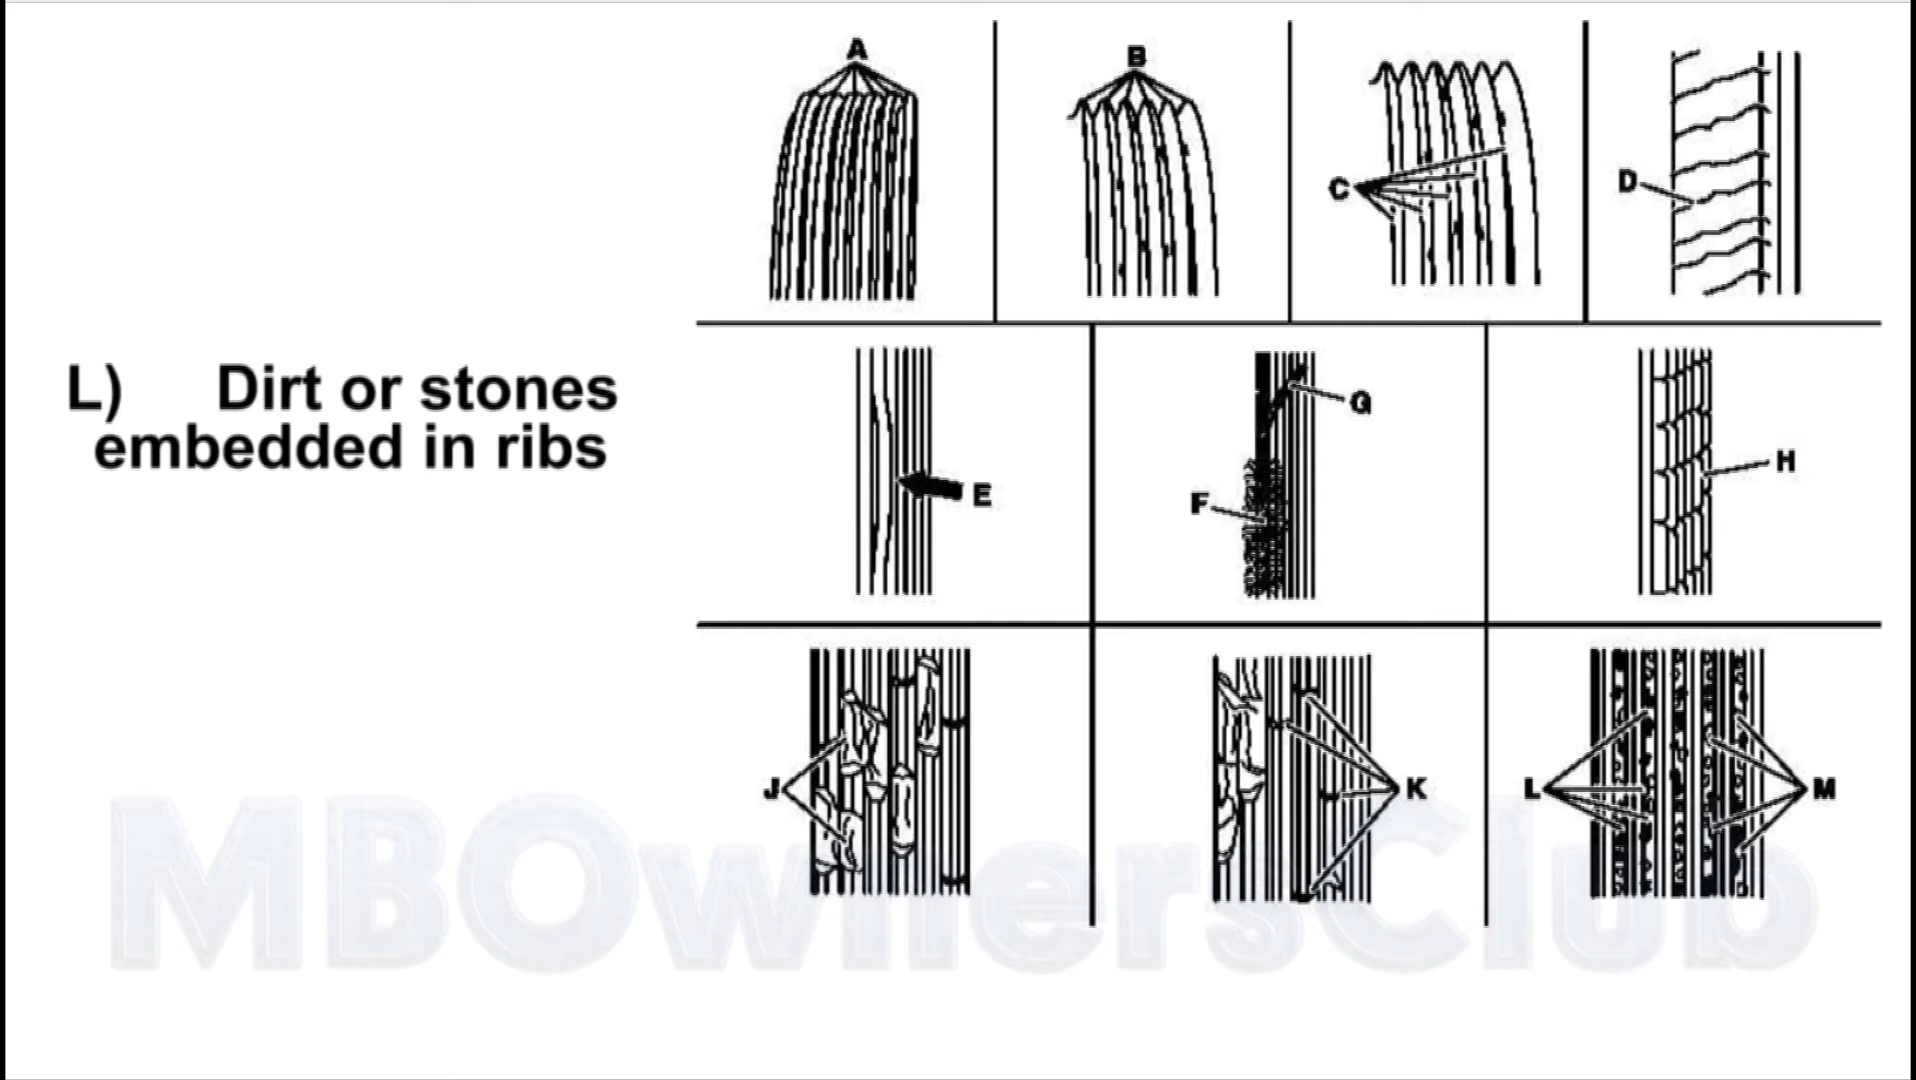 A
B
C
D
L) Dirt or stones
embedded in ribs
E
G
F
H
J
K
L
M
MBOwnersClub